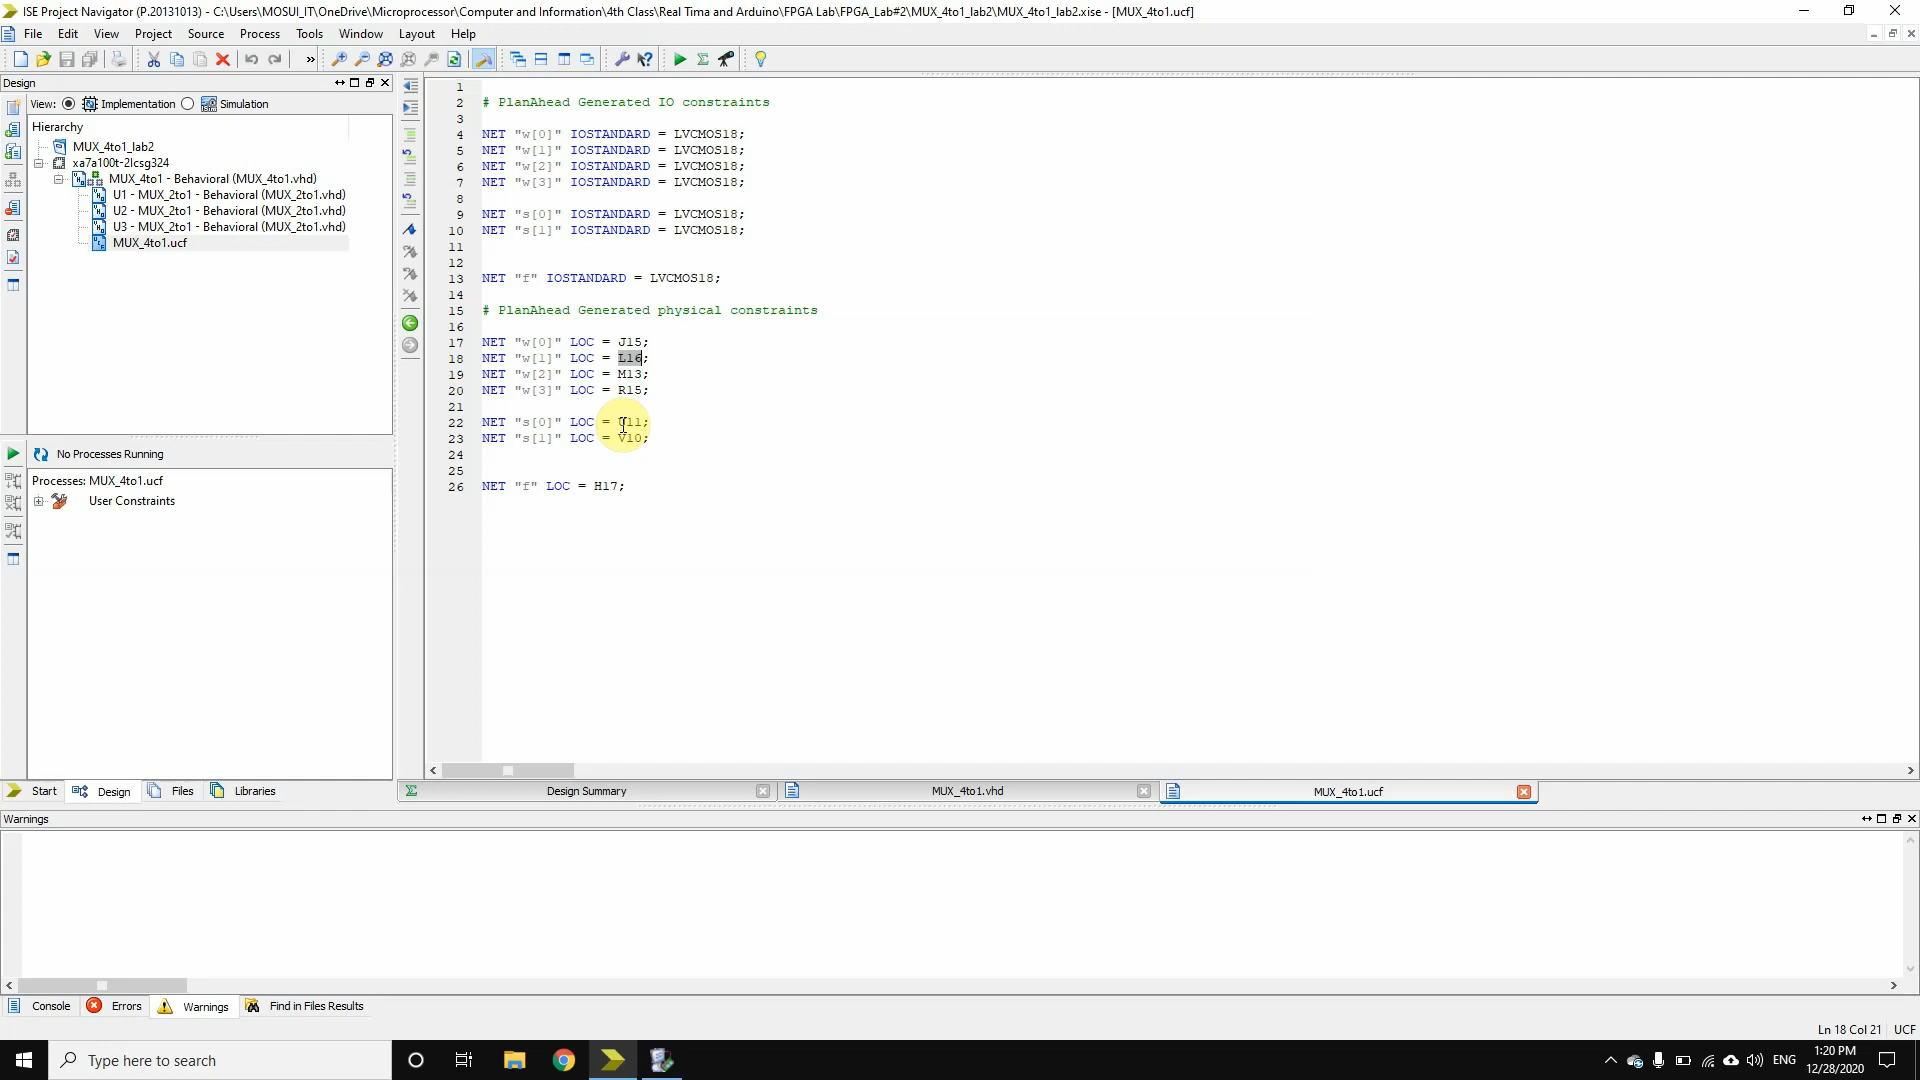 ISE Project Navigator (P.20131013) - C:\Users\MOSUI_IT\OneDrive\Microprocessor\Computer and Information\4th Class\Real Tima and Arduino\FPGA Lab\FPGA_Lab#2\MUX_4to1_lab2\MUX_4to1_lab2.xise - [MUX_4to1.ucf]
File Edit View Project Source Process Tools Window Layout Help
Design
View: Implementation Simulation
Hierarchy
MUX_4to1_lab2
xa7a100t-2lcsg324
MUX_4to1 - Behavioral (MUX_4to1.vhd)
U1 - MUX_2to1 - Behavioral (MUX_2to1.vhd)
U2 - MUX_2to1 - Behavioral (MUX_2to1.vhd)
U3 - MUX_2to1 - Behavioral (MUX_2to1.vhd)
MUX_4to1.ucf
No Processes Running
Processes: MUX_4to1.ucf
User Constraints
Start Design Files Libraries
1
2 # PlanAhead Generated IO constraints
3
4 NET "w[0]" IOSTANDARD = LVCMOS18;
5 NET "w[1]" IOSTANDARD = LVCMOS18;
6 NET "w[2]" IOSTANDARD = LVCMOS18;
7 NET "w[3]" IOSTANDARD = LVCMOS18;
8
9 NET "s[0]" IOSTANDARD = LVCMOS18;
10 NET "s[1]" IOSTANDARD = LVCMOS18;
11
12
13 NET "f" IOSTANDARD = LVCMOS18;
14
15 # PlanAhead Generated physical constraints
16
17 NET "w[0]" LOC = J15;
18 NET "w[1]" LOC = L16;
19 NET "w[2]" LOC = M13;
20 NET "w[3]" LOC = R15;
21
22 NET "s[0]" LOC = U11;
23 NET "s[1]" LOC = V10;
24
25
26 NET "f" LOC = H17;
Design Summary MUX_4to1.vhd MUX_4to1.ucf
Warnings
Console Errors Warnings Find in Files Results
Ln 18 Col 21 UCF
Type here to search
ENG
1:20 PM
12/28/2020